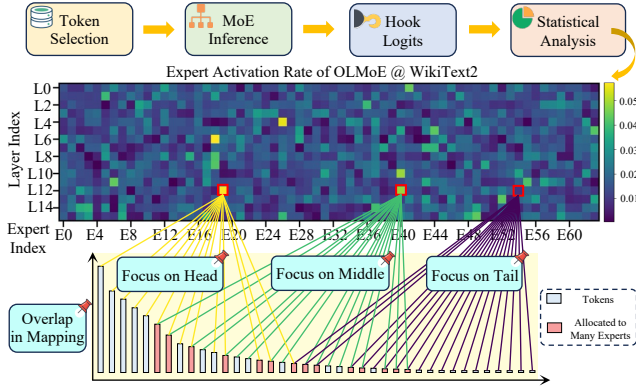 Token
Selection
MoE
Inference
Hook
Logits
Statistical
Analysis
Expert Activation Rate of OLMoE @ WikiText2
Layer Index
L0
L2
L4
L6
L8
L10
L12
L14
0.05
0.04
0.03
0.02
0.01
Expert
Index
E0 E4 E8 E12 E16 E20 E24 E28 E32 E36 E40 E44 E48 E52 E56 E60
Focus on Head
Focus on Middle
Focus on Tail
Overlap
in Mapping
Tokens
Allocated to
Many Experts